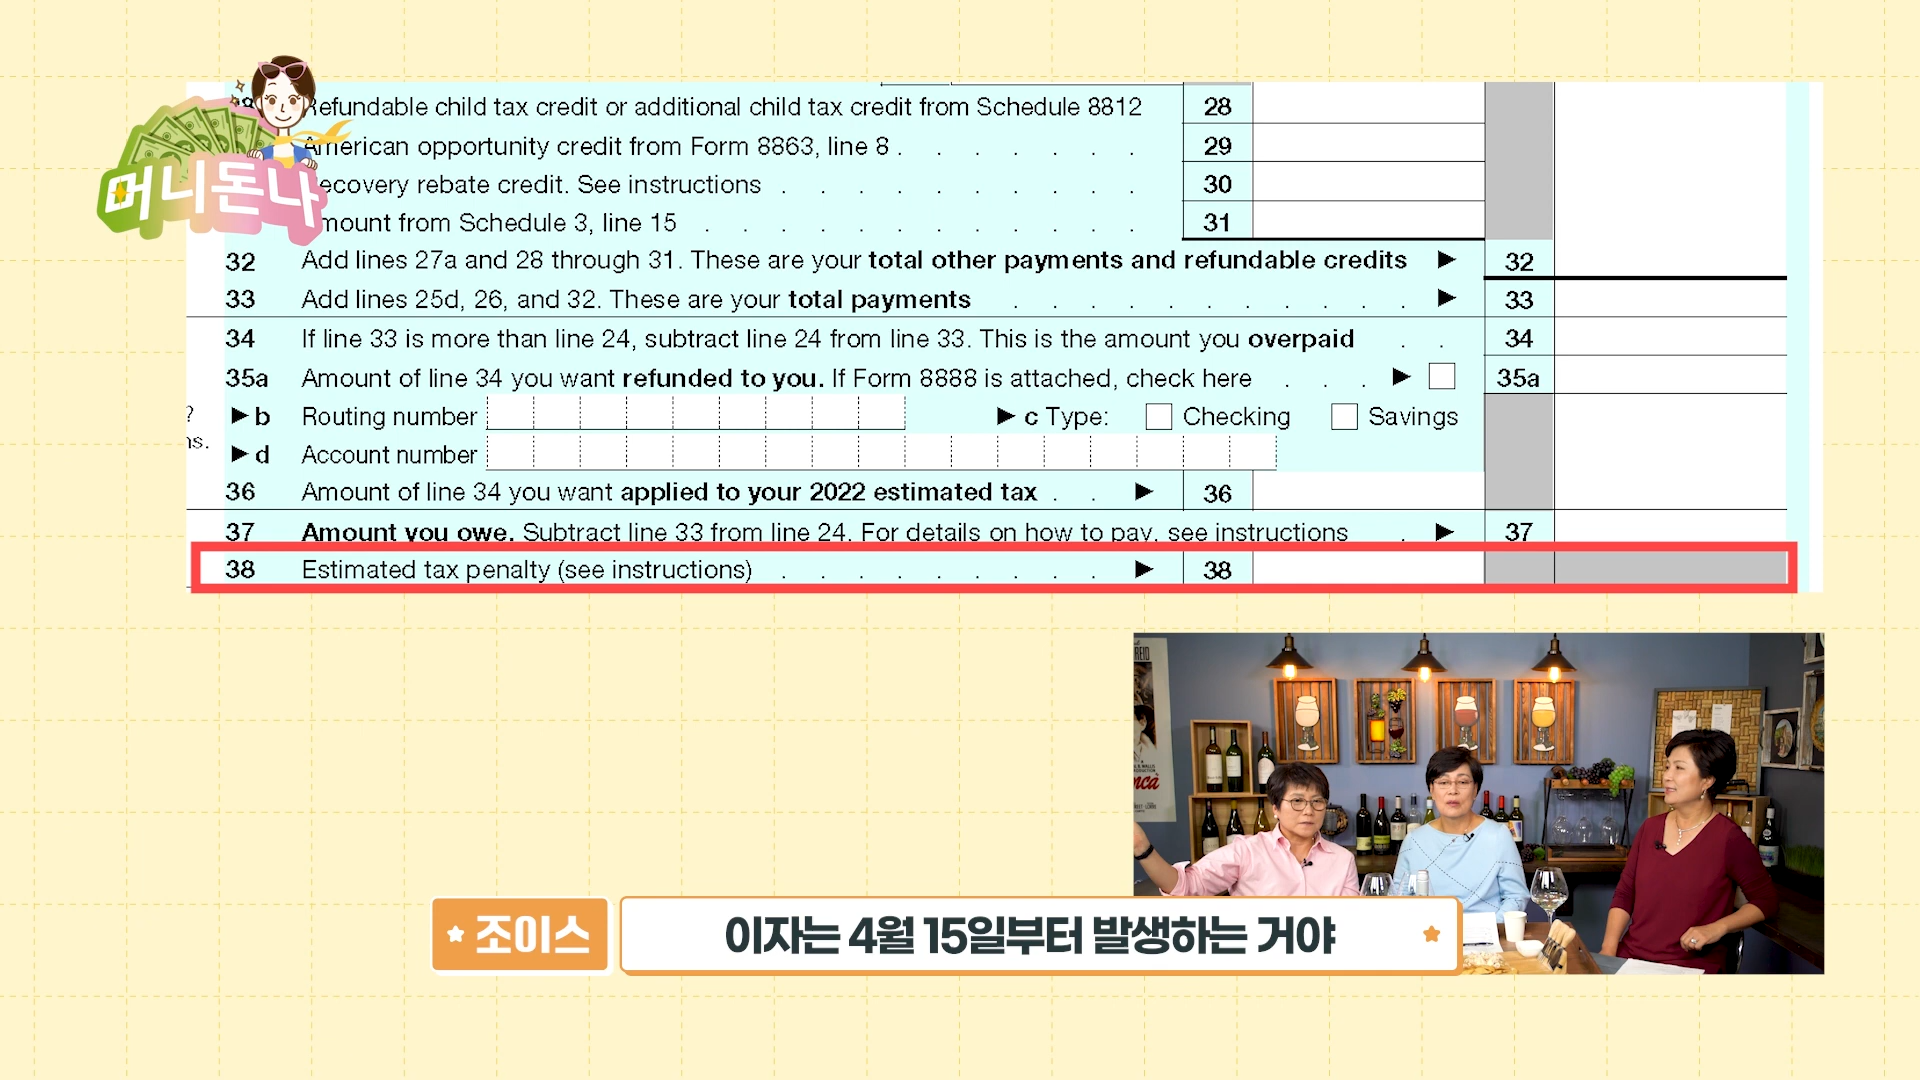 머니돈나
28 Refundable child tax credit or additional child tax credit from Schedule 8812 . 28
American opportunity credit from Form 8863, line 8 . . . . . . . 29
Recovery rebate credit. See instructions . . . . . . . . . . 30
Amount from Schedule 3, line 15 . . . . . . . . . . . . 31
32 Add lines 27a and 28 through 31. These are your total other payments and refundable credits ▶ 32
33 Add lines 25d, 26, and 32. These are your total payments . . . . . . . . . . . ▶ 33
34 If line 33 is more than line 24, subtract line 24 from line 33. This is the amount you overpaid . . 34
35a Amount of line 34 you want refunded to you. If Form 8888 is attached, check here . . . ▶ 35a
? ▶ b Routing number ▶ c Type: Checking Savings
ns. ▶ d Account number
36 Amount of line 34 you want applied to your 2022 estimated tax . . ▶ 36
37 Amount you owe. Subtract line 33 from line 24. For details on how to pay, see instructions . ▶ 37
38 Estimated tax penalty (see instructions) . . . . . . . . . ▶ 38
REID
nca
조이스
이자는 4월 15일부터 발생하는 거야